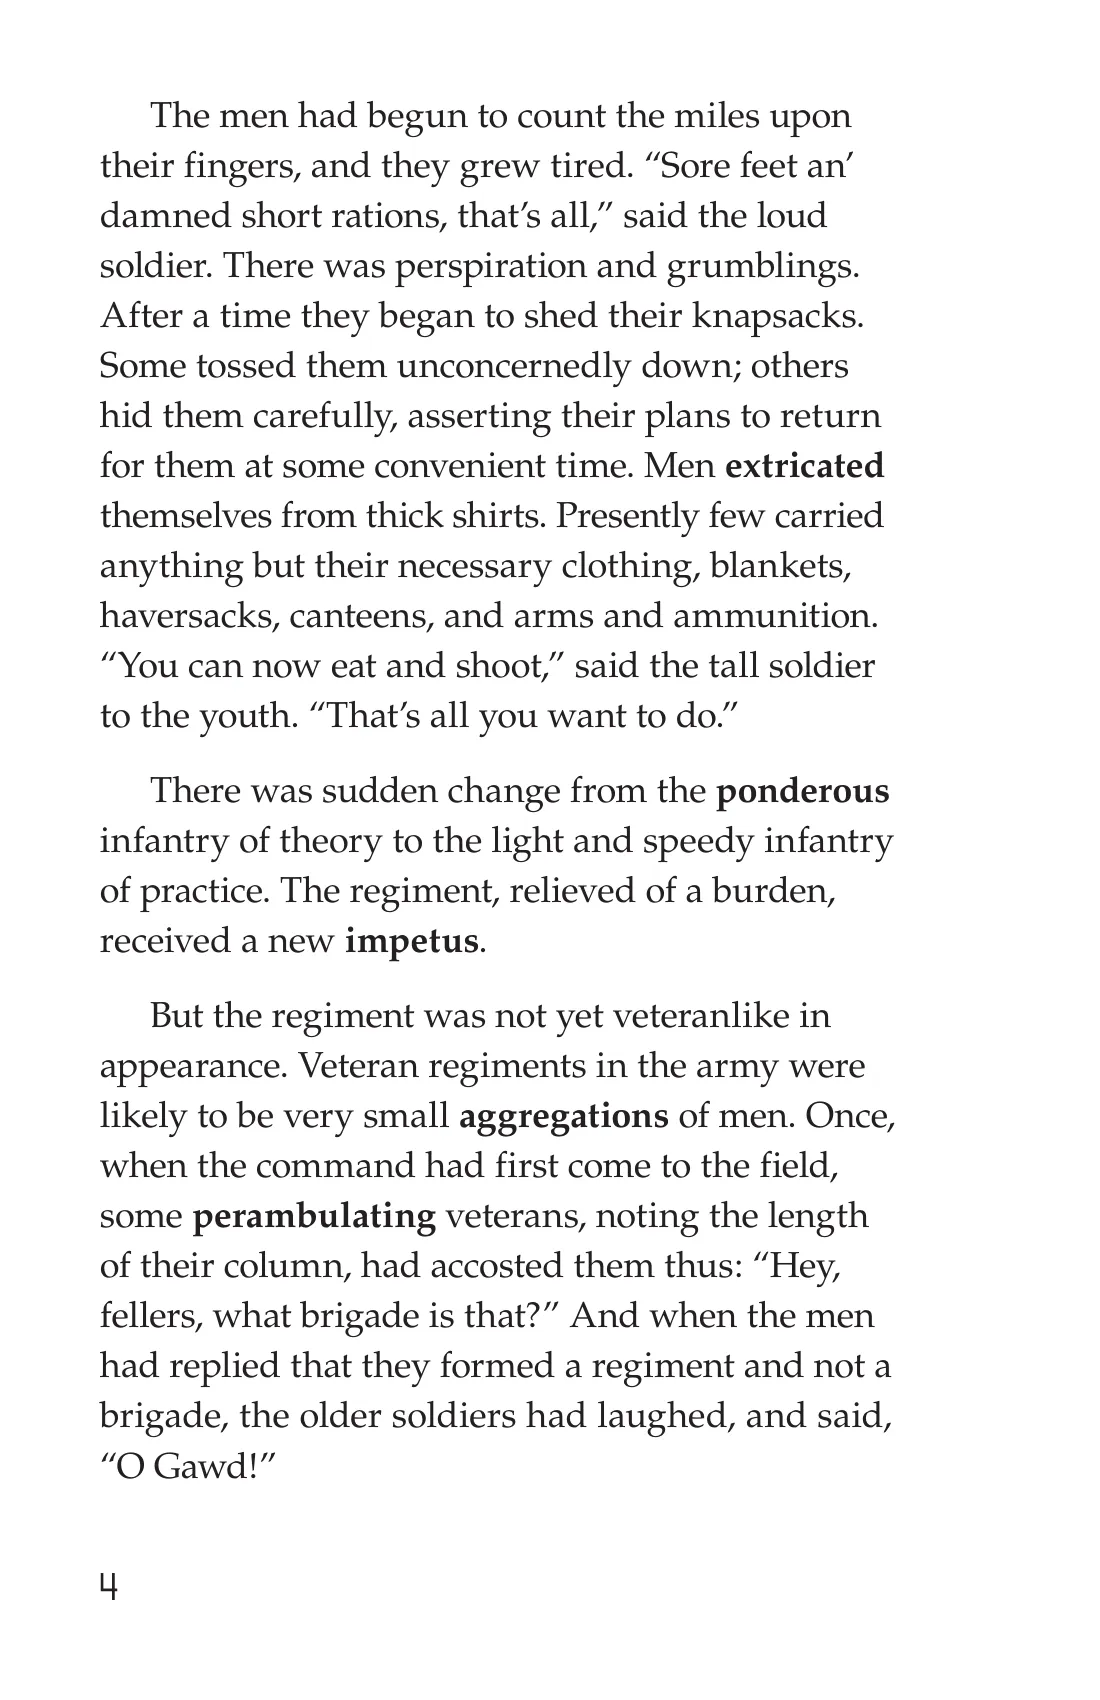 The men had begun to count the miles upon
their fingers, and they grew tired. “Sore feet an’
damned short rations, that’s all,” said the loud
soldier. There was perspiration and grumblings.
After a time they began to shed their knapsacks.
Some tossed them unconcernedly down; others
hid them carefully, asserting their plans to return
for them at some convenient time. Men extricated
themselves from thick shirts. Presently few carried
anything but their necessary clothing, blankets,
haversacks, canteens, and arms and ammunition.
“You can now eat and shoot,” said the tall soldier
to the youth. “That’s all you want to do.”
There was sudden change from the ponderous
infantry of theory to the light and speedy infantry
of practice. The regiment, relieved of a burden,
received a new impetus.
But the regiment was not yet veteranlike in
appearance. Veteran regiments in the army were
likely to be very small aggregations of men. Once,
when the command had first come to the field,
some perambulating veterans, noting the length
of their column, had accosted them thus: “Hey,
fellers, what brigade is that?” And when the men
had replied that they formed a regiment and not a
brigade, the older soldiers had laughed, and said,
“O Gawd!”
4